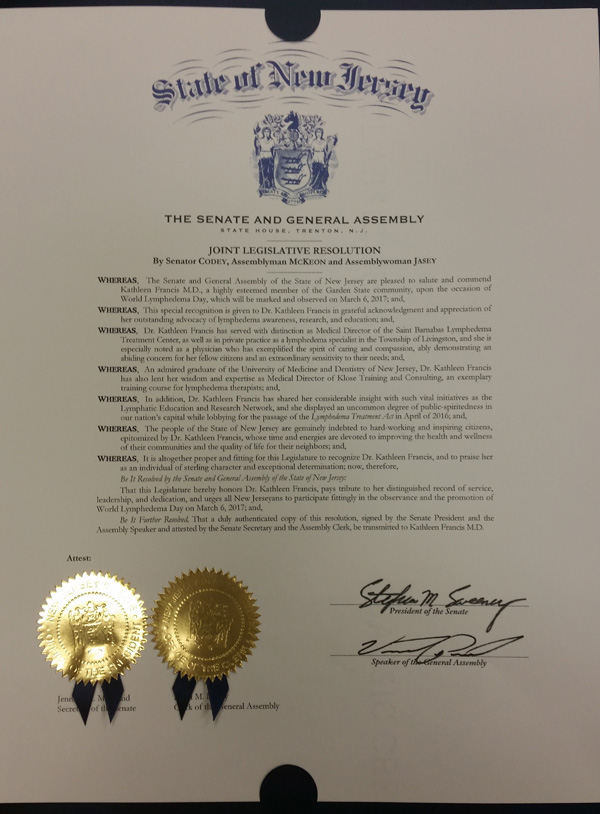 State of New Jersey
THE SENATE AND GENERAL ASSEMBLY
STATE HOUSE, TRENTON, N.J.
JOINT LEGISLATIVE RESOLUTION
By Senator CODEY, Assemblyman MCKEON and Assemblywoman JASEY
WHEREAS, The Senate and General Assembly of the State of New Jersey are pleased to salute and commend
Kathleen Francis M.D., a highly esteemed member of the Garden State community, upon the occasion of
World Lymphedema Day, which will be marked and observed on March 6, 2017; and,
WHEREAS, This special recognition is given to Dr. Kathleen Francis in grateful acknowledgment and appreciation of
her outstanding advocacy of lymphedema awareness, research, and education; and,
WHEREAS, Dr. Kathleen Francis has served with distinction as Medical Director of the Saint Barnabas Lymphedema
Treatment Center, as well as in private practice as a lymphedema specialist in the Township of Livingston, and she is
especially noted as a physician who has exemplified the spirit of caring and compassion, ably demonstrating an
abiding concern for her fellow citizens and an extraordinary sensitivity to their needs; and,
WHEREAS, An admired graduate of the University of Medicine and Dentistry of New Jersey, Dr. Kathleen Francis
has also lent her wisdom and expertise as Medical Director of Klose Training and Consulting, an exemplary
training course for lymphedema therapists; and,
WHEREAS, In addition, Dr. Kathleen Francis has shared her considerable insight with such vital initiatives as the
Lymphatic Education and Research Network, and she displayed an uncommon degree of public-spiritedness in
our nation's capital while lobbying for the passage of the Lymphedema Treatment Act in April of 2016; and,
WHEREAS, The people of the State of New Jersey are genuinely indebted to hard-working and inspiring citizens,
epitomized by Dr. Kathleen Francis, whose time and energies are devoted to improving the health and wellness
of their communities and the quality of life for their neighbors; and,
WHEREAS, It is altogether proper and fitting for this Legislature to recognize Dr. Kathleen Francis, and to praise her
as an individual of sterling character and exceptional determination; now, therefore,
Be It Resolved by the Senate and General Assembly of the State of New Jersey:
That this Legislature hereby honors Dr. Kathleen Francis, pays tribute to her distinguished record of service,
leadership, and dedication, and urges all New Jerseyans to participate fittingly in the observance and the promotion of
World Lymphedema Day on March 6, 2017; and,
Be It Further Resolved, That a duly authenticated copy of this resolution, signed by the Senate President and the
Assembly Speaker and attested by the Senate Secretary and the Assembly Clerk, be transmitted to Kathleen Francis M.D.
Attest:
Stephen M. Sweeney
President of the Senate
Speaker of the General Assembly
of the Senate
of the General Assembly